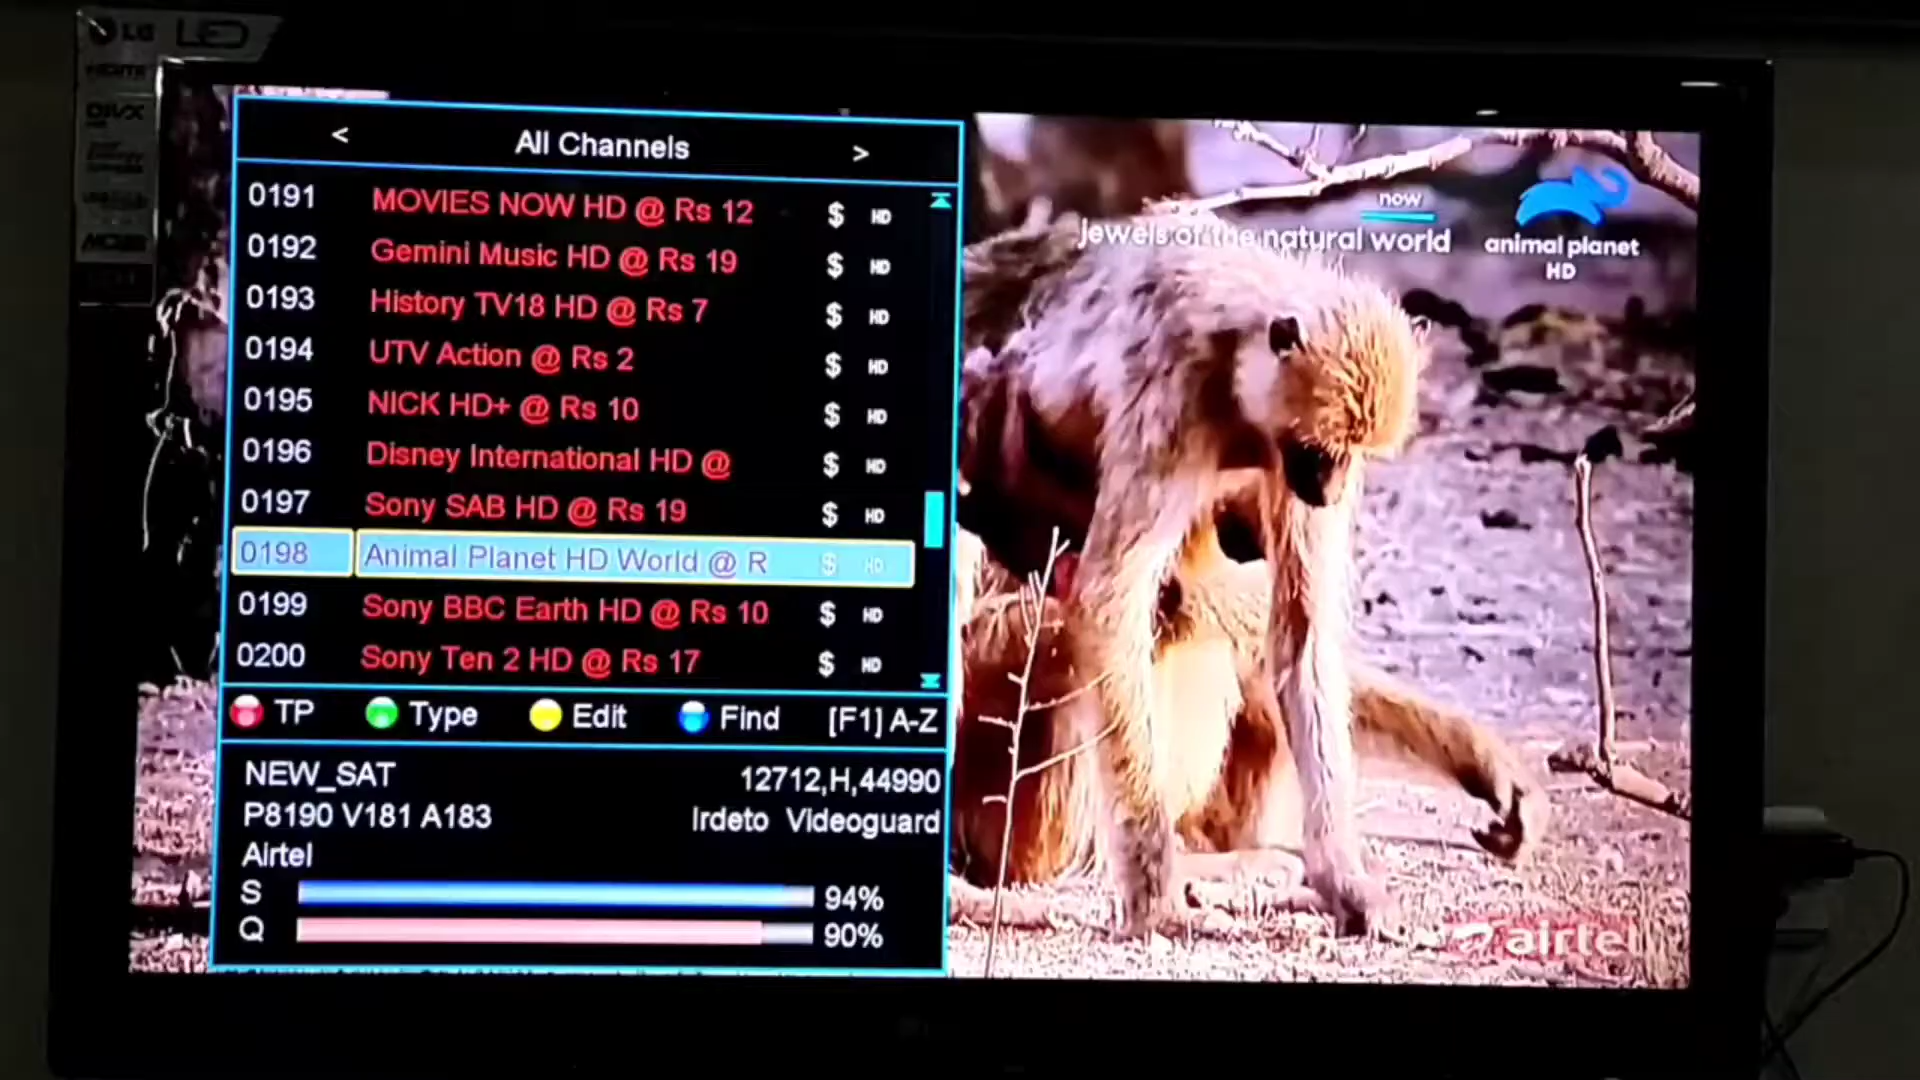 LG LED
HDMI
DIVX
< All Channels >
0191 MOVIES NOW HD @ Rs 12 $ HD
0192 Gemini Music HD @ Rs 19 $ HD
0193 History TV18 HD @ Rs 7 $ HD
0194 UTV Action @ Rs 2 $ HD
0195 NICK HD+ @ Rs 10 $ HD
0196 Disney International HD @ $ HD
0197 Sony SAB HD @ Rs 19 $ HD
0198 Animal Planet HD World @ R $ HD
0199 Sony BBC Earth HD @ Rs 10 $ HD
0200 Sony Ten 2 HD @ Rs 17 $ HD
TP Type Edit Find [F1] A-Z
NEW_SAT 12712,H,44990
P8190 V181 A183 Irdeto Videoguard
Airtel
S 94%
Q 90%
now
jewels of the natural world
animal planet
HD
airtel